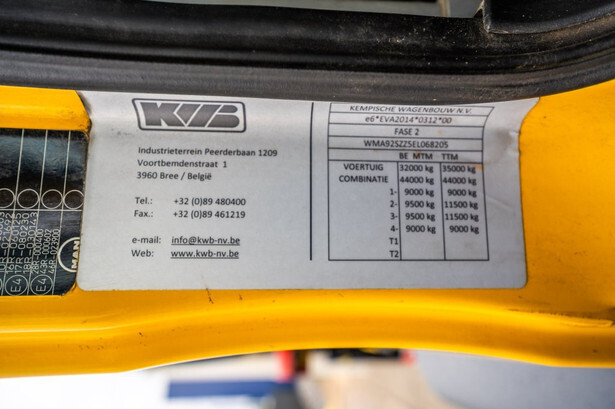 KWB
Industrieterrein Peerderbaan 1209
Voortbemdenstraat 1
3960 Bree / België
Tel.: +32 (0)89 480400
Fax.: +32 (0)89 461219
e-mail: info@kwb-nv.be
Web: www.kwb-nv.be
KEMPISCHE WAGENBOUW N.V.
e6*EVA2014*0312*00
FASE 2
WMA92SZZ5EL068205
BE MTM TTM
VOERTUIG 32000 kg 35000 kg
COMBINATIE 44000 kg 44000 kg
1- 9000 kg 9000 kg
2- 9500 kg 11500 kg
3- 9500 kg 11500 kg
4- 9000 kg 9000 kg
T1
T2
MAN